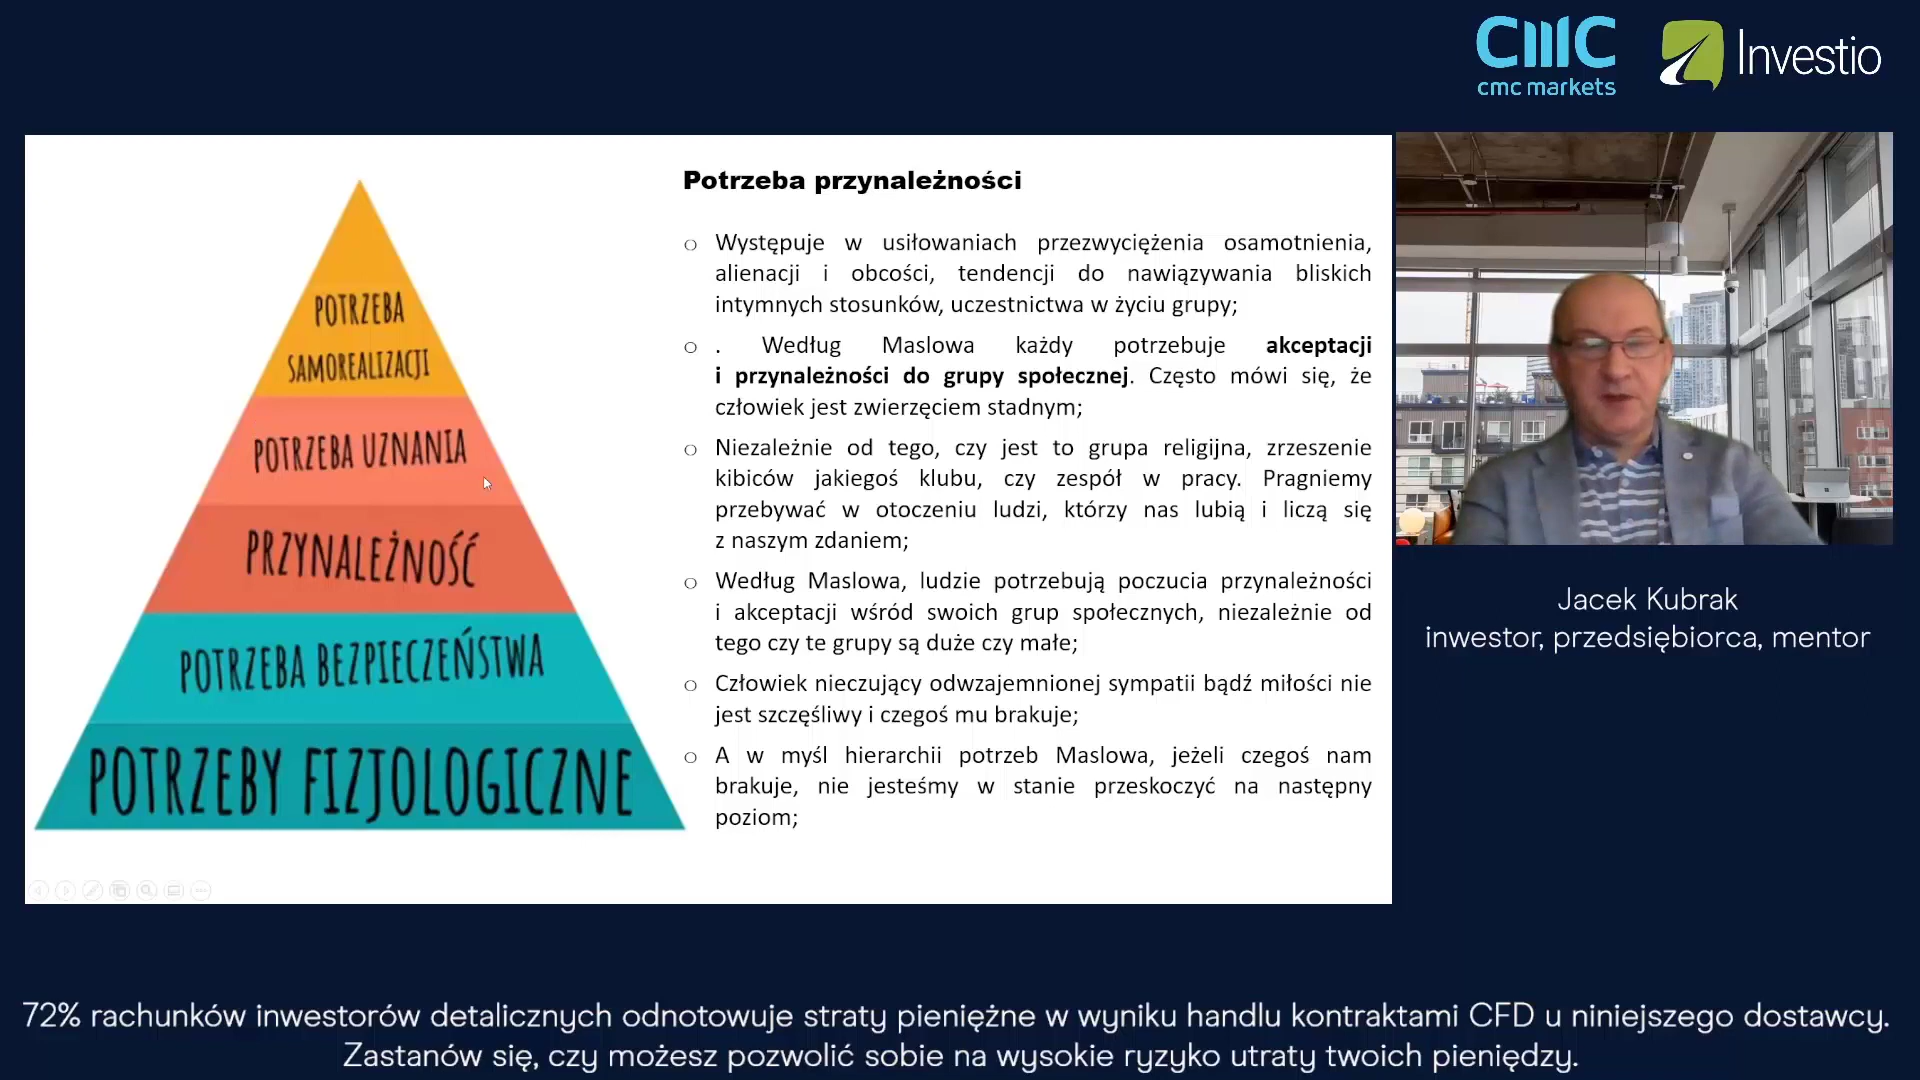 CMC
cmc markets
Investio
Potrzeba przynależności
POTRZEBA
SAMOREALIZACJI
POTRZEBA UZNANIA
PRZYNALEŻNOŚĆ
POTRZEBA BEZPIECZEŃSTWA
POTRZEBY FIZJOLOGICZNE
Występuje w usiłowaniach przezwyciężenia osamotnienia,
alienacji i obcości, tendencji do nawiązywania bliskich
intymnych stosunków, uczestnictwa w życiu grupy;
. Według Maslowa każdy potrzebuje akceptacji
i przynależności do grupy społecznej. Często mówi się, że
człowiek jest zwierzęciem stadnym;
Niezależnie od tego, czy jest to grupa religijna, zrzeszenie
kibiców jakiegoś klubu, czy zespół w pracy. Pragniemy
przebywać w otoczeniu ludzi, którzy nas lubią i liczą się
z naszym zdaniem;
Według Maslowa, ludzie potrzebują poczucia przynależności
i akceptacji wśród swoich grup społecznych, niezależnie od
tego czy te grupy są duże czy małe;
Człowiek nieczujący odwzajemnionej sympatii bądź miłości nie
jest szczęśliwy i czegoś mu brakuje;
A w myśl hierarchii potrzeb Maslowa, jeżeli czegoś nam
brakuje, nie jesteśmy w stanie przeskoczyć na następny
poziom;
Jacek Kubrak
inwestor, przedsiębiorca, mentor
72% rachunków inwestorów detalicznych odnotowuje straty pieniężne w wyniku handlu kontraktami CFD u niniejszego dostawcy.
Zastanów się, czy możesz pozwolić sobie na wysokie ryzyko utraty twoich pieniędzy.